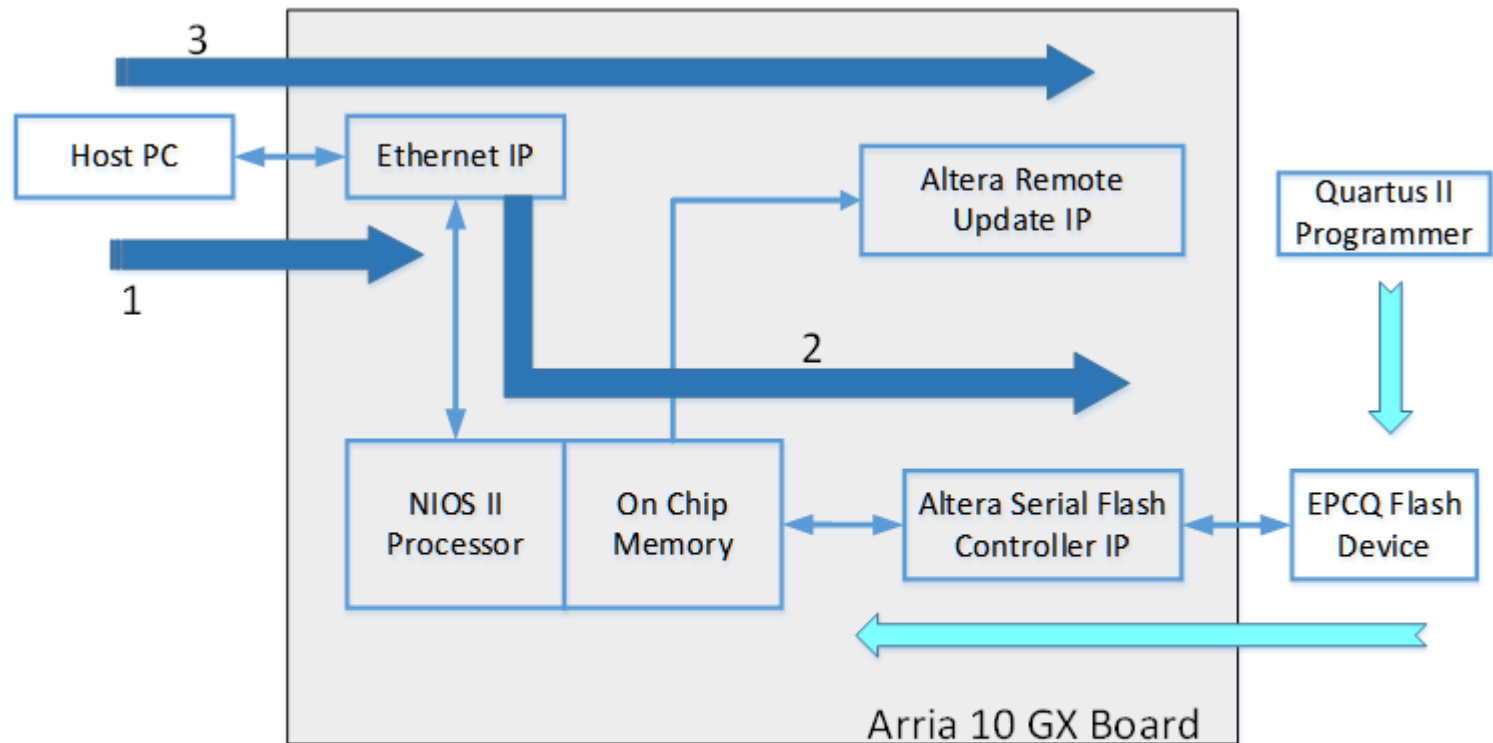 3
Host PC
Ethernet IP
Altera Remote
Update IP
Quartus II
Programmer
1
2
NIOS II
Processor
On Chip
Memory
Altera Serial Flash
Controller IP
EPCQ Flash
Device
Arria 10 GX Board